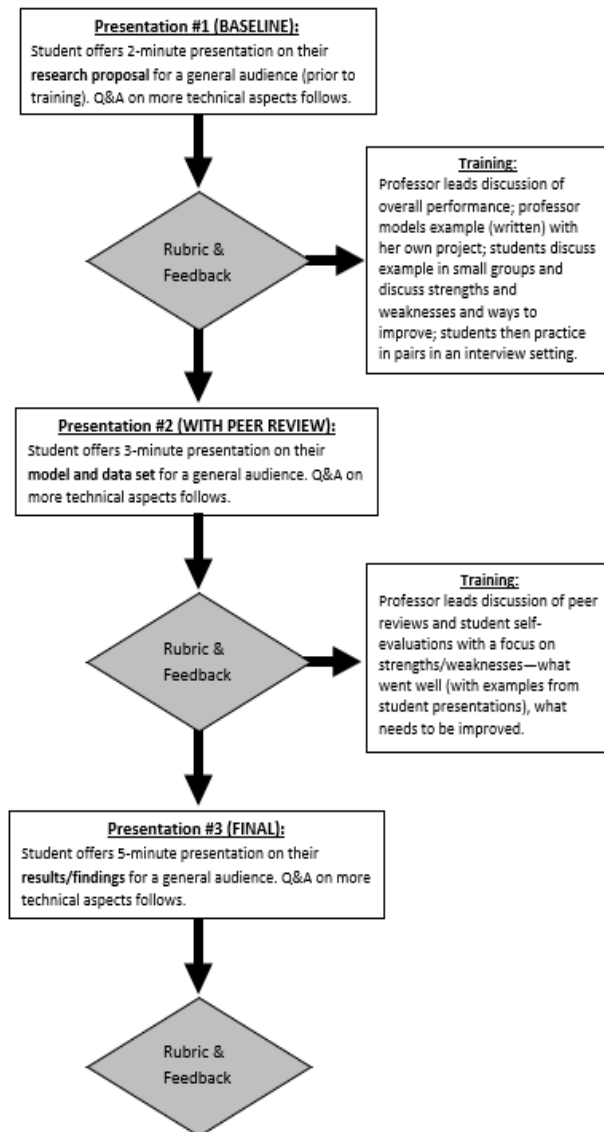 Presentation #1 (BASELINE):
Student offers 2-minute presentation on their
research proposal for a general audience (prior
to training). Q&A on more technical aspects follows.
Rubric &
Feedback
Training:
Professor leads discussion of
overall performance; professor
models example (written) with
her own project; students discuss
example in small groups and
discuss strengths and
weaknesses and ways to
improve; students then practice
in pairs in an interview setting.
Presentation #2 (WITH PEER REVIEW):
Student offers 3-minute presentation on their
model and data set for a general audience. Q&A on
more technical aspects follows.
Rubric &
Feedback
Training:
Professor leads discussion of peer
reviews and student self-
evaluations with a focus on
strengths/weaknesses—what
went well (with examples from
student presentations), what
needs to be improved.
Presentation #3 (FINAL):
Student offers 5-minute presentation on their
results/findings for a general audience. Q&A on more
technical aspects follows.
Rubric &
Feedback